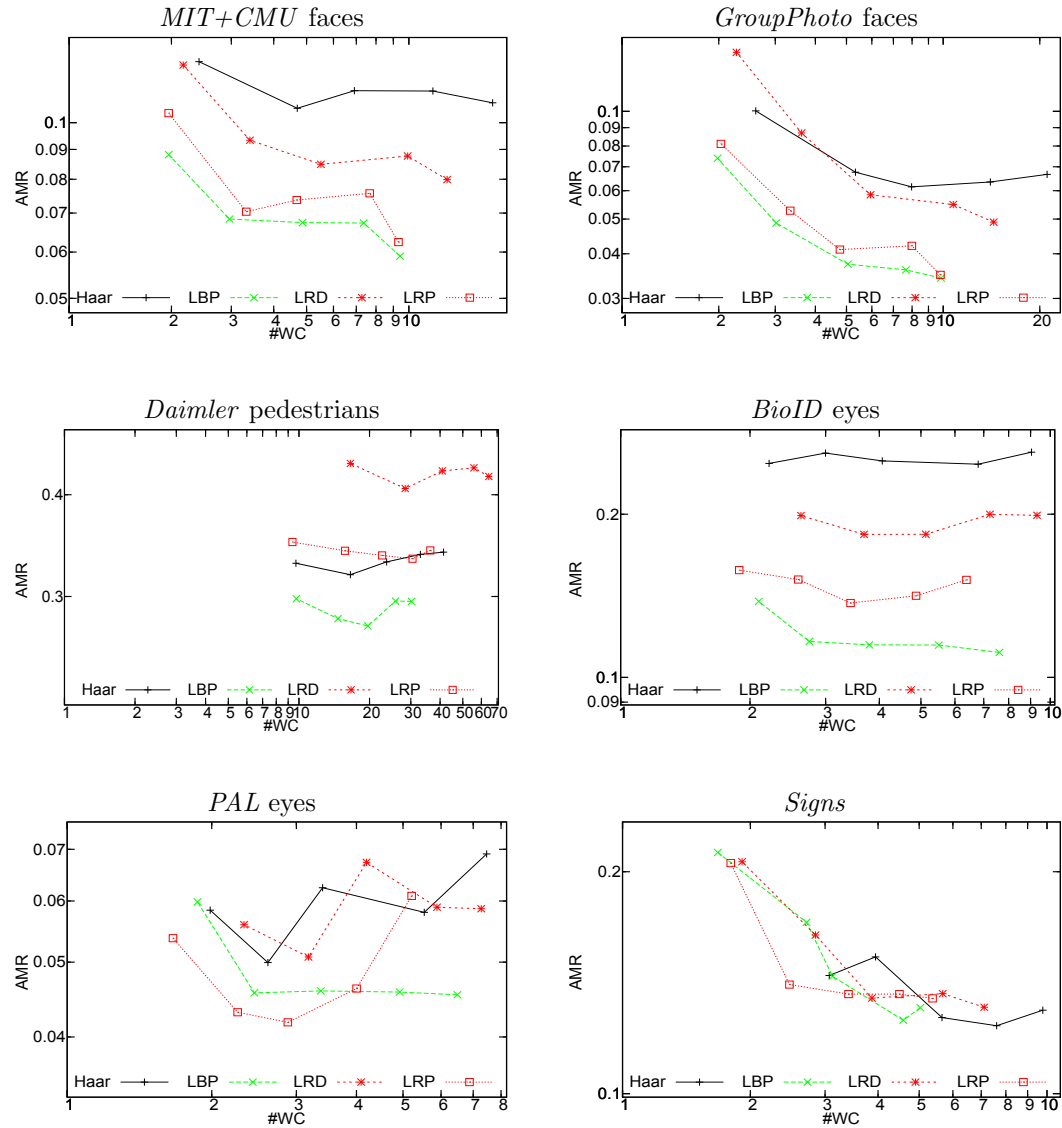 MIT+CMU faces
AMR
0.1
0.09
0.08
0.07
0.06
0.05
Haar LBP LRD LRP
1 2 3 4 5 6 7 8 9 10
#WC
GroupPhoto faces
AMR
0.1
0.09
0.08
0.07
0.06
0.05
0.04
0.03
Haar LBP LRD LRP
1 2 3 4 5 6 7 8 9 10 20
#WC
Daimler pedestrians
AMR
0.4
0.3
Haar LBP LRD LRP
1 2 3 4 5 6 7 8 9 10 20 30 40 50 60 70
#WC
BioID eyes
AMR
0.2
0.1
0.09
Haar LBP LRD LRP
1 2 3 4 5 6 7 8 9 10
#WC
PAL eyes
AMR
0.07
0.06
0.05
0.04
Haar LBP LRD LRP
1 2 3 4 5 6 7 8
#WC
Signs
AMR
0.2
0.1
Haar LBP LRD LRP
1 2 3 4 5 6 7 8 9 10
#WC